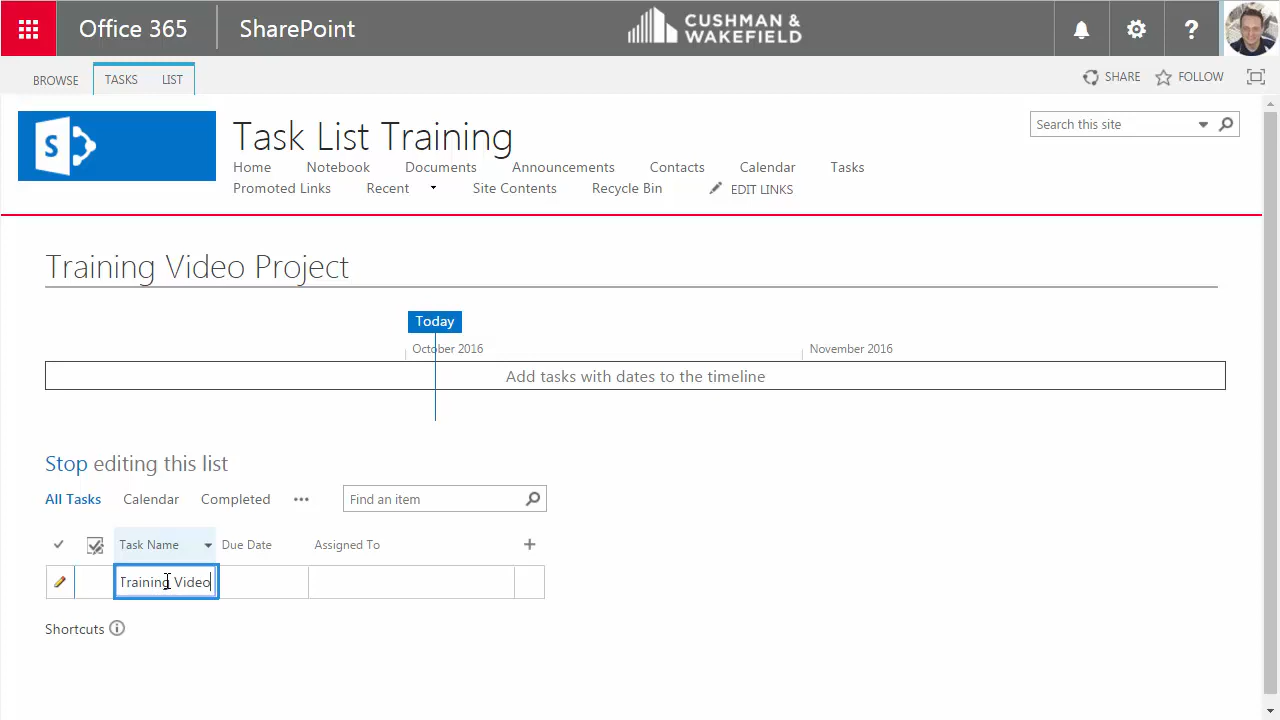 Office 365
SharePoint
CUSHMAN &
WAKEFIELD
?
BROWSE
TASKS
LIST
SHARE
FOLLOW
S
Task List Training
Search this site
Home Notebook Documents Announcements Contacts Calendar Tasks
Promoted Links Recent Site Contents Recycle Bin EDIT LINKS
Training Video Project
Today
October 2016
November 2016
Add tasks with dates to the timeline
Stop editing this list
All Tasks Calendar Completed ••• Find an item
Task Name Due Date Assigned To +
Training Video
Shortcuts